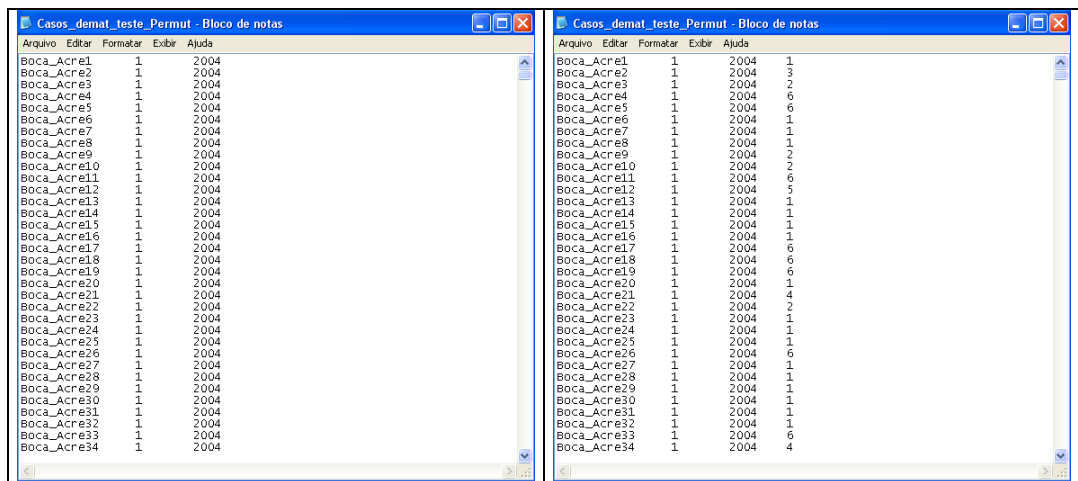 Casos_demat_teste_Permut - Bloco de notas
Arquivo Editar Formatar Exibir Ajuda
Boca_Acre1 1 2004
Boca_Acre2 1 2004
Boca_Acre3 1 2004
Boca_Acre4 1 2004
Boca_Acre5 1 2004
Boca_Acre6 1 2004
Boca_Acre7 1 2004
Boca_Acre8 1 2004
Boca_Acre9 1 2004
Boca_Acre10 1 2004
Boca_Acre11 1 2004
Boca_Acre12 1 2004
Boca_Acre13 1 2004
Boca_Acre14 1 2004
Boca_Acre15 1 2004
Boca_Acre16 1 2004
Boca_Acre17 1 2004
Boca_Acre18 1 2004
Boca_Acre19 1 2004
Boca_Acre20 1 2004
Boca_Acre21 1 2004
Boca_Acre22 1 2004
Boca_Acre23 1 2004
Boca_Acre24 1 2004
Boca_Acre25 1 2004
Boca_Acre26 1 2004
Boca_Acre27 1 2004
Boca_Acre28 1 2004
Boca_Acre29 1 2004
Boca_Acre30 1 2004
Boca_Acre31 1 2004
Boca_Acre32 1 2004
Boca_Acre33 1 2004
Boca_Acre34 1 2004
Casos_demat_teste_Permut - Bloco de notas
Arquivo Editar Formatar Exibir Ajuda
Boca_Acre1 1 2004 1
Boca_Acre2 1 2004 3
Boca_Acre3 1 2004 2
Boca_Acre4 1 2004 6
Boca_Acre5 1 2004 6
Boca_Acre6 1 2004 1
Boca_Acre7 1 2004 1
Boca_Acre8 1 2004 1
Boca_Acre9 1 2004 2
Boca_Acre10 1 2004 2
Boca_Acre11 1 2004 6
Boca_Acre12 1 2004 5
Boca_Acre13 1 2004 1
Boca_Acre14 1 2004 1
Boca_Acre15 1 2004 1
Boca_Acre16 1 2004 1
Boca_Acre17 1 2004 6
Boca_Acre18 1 2004 6
Boca_Acre19 1 2004 6
Boca_Acre20 1 2004 1
Boca_Acre21 1 2004 4
Boca_Acre22 1 2004 2
Boca_Acre23 1 2004 1
Boca_Acre24 1 2004 1
Boca_Acre25 1 2004 1
Boca_Acre26 1 2004 6
Boca_Acre27 1 2004 1
Boca_Acre28 1 2004 1
Boca_Acre29 1 2004 1
Boca_Acre30 1 2004 1
Boca_Acre31 1 2004 1
Boca_Acre32 1 2004 1
Boca_Acre33 1 2004 6
Boca_Acre34 1 2004 4